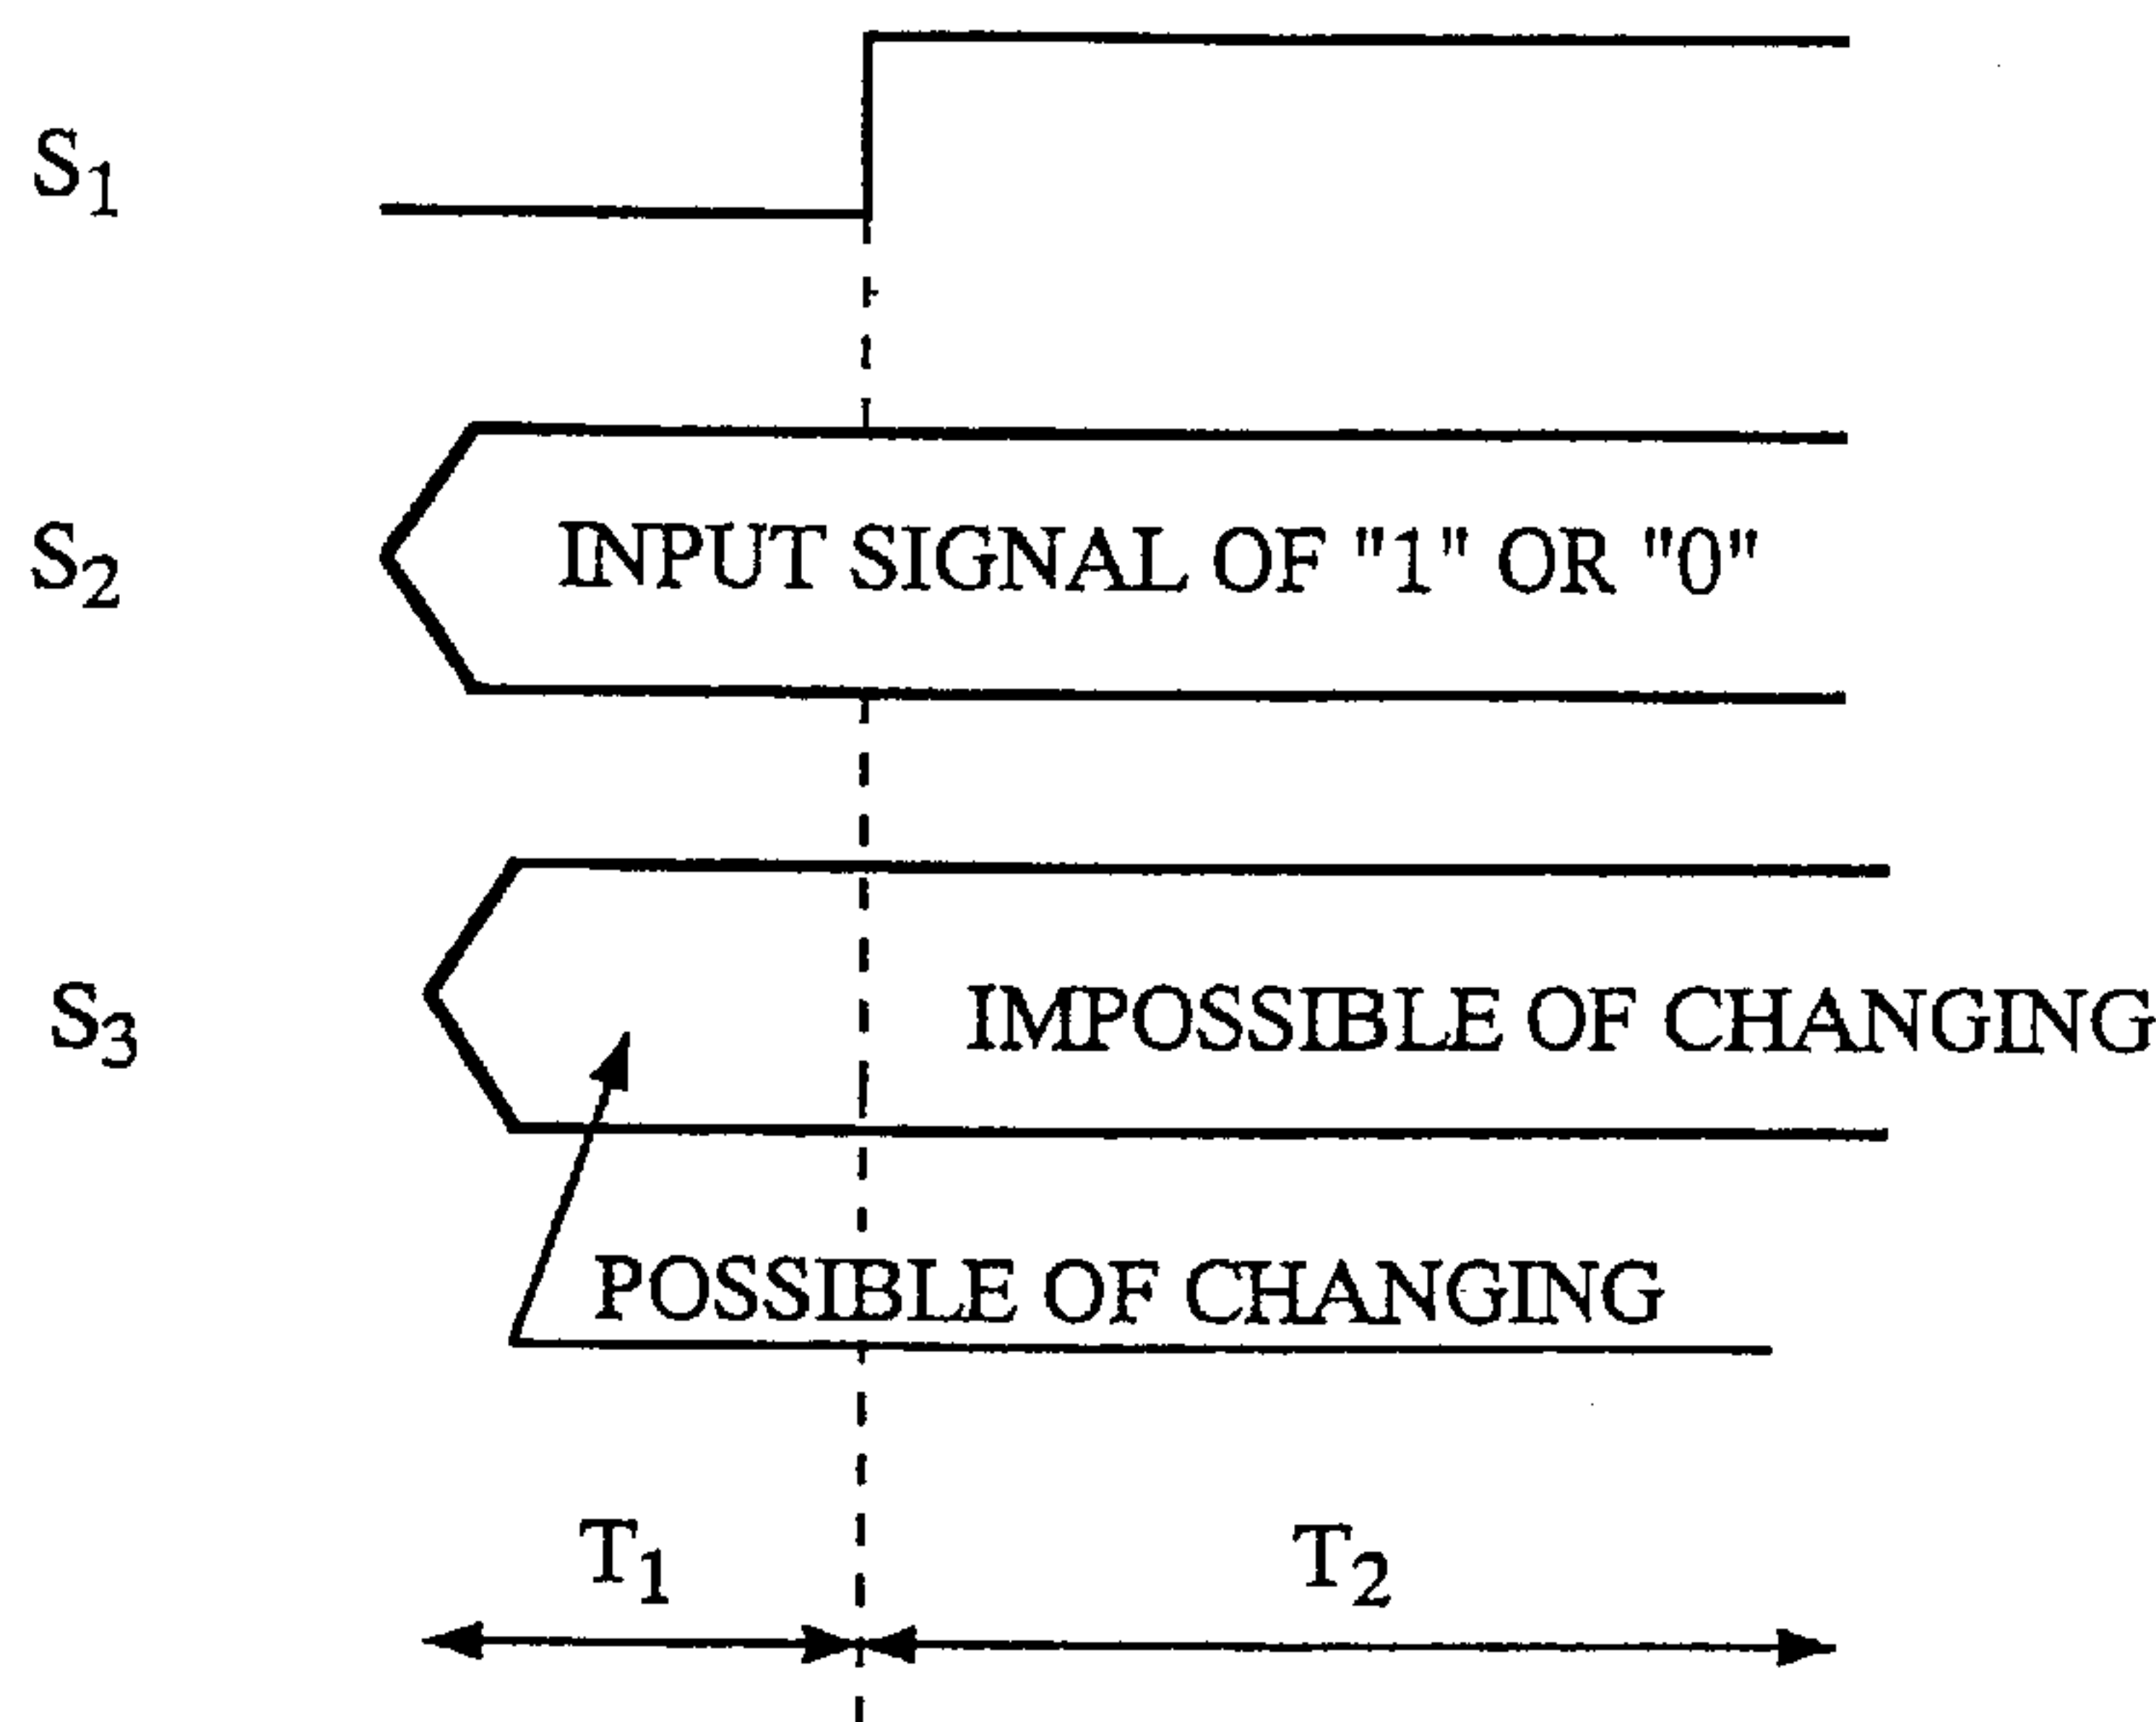 S₁
S₂ INPUT SIGNAL OF "1" OR "0"
S₃ IMPOSSIBLE OF CHANGING
POSSIBLE OF CHANGING
T₁ T₂